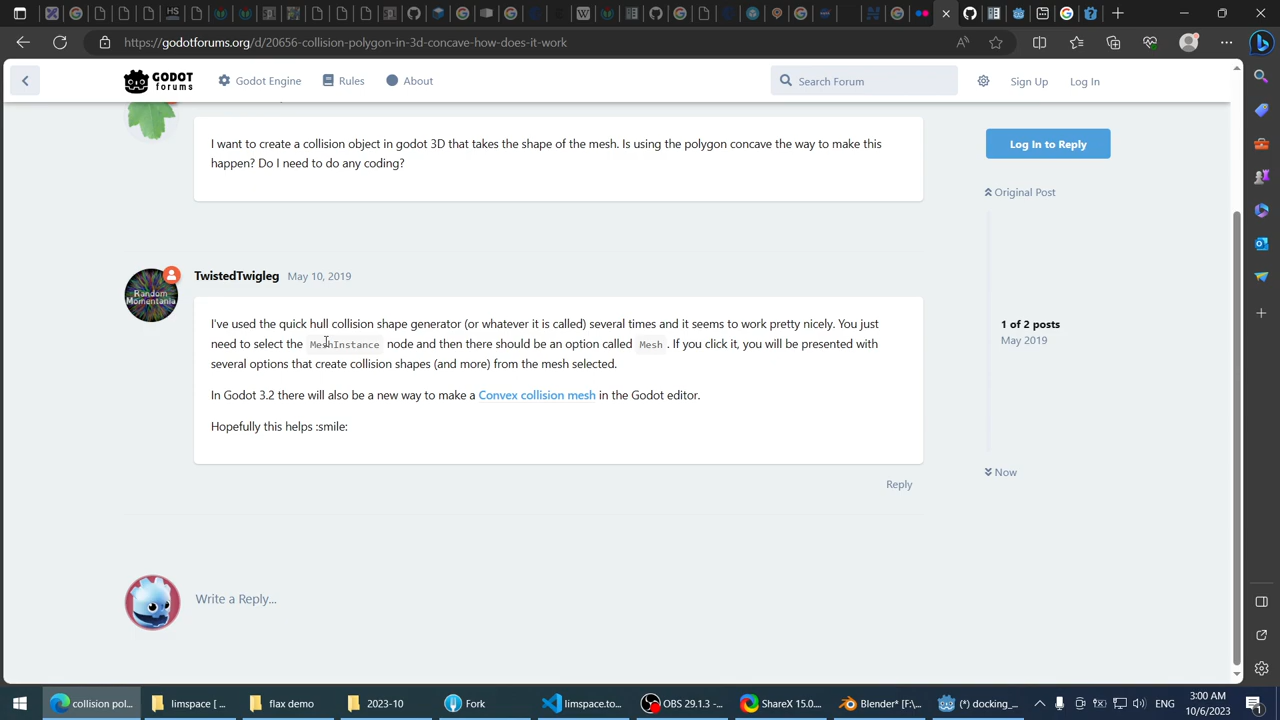 HS
https://godotforums.org/d/20656-collision-polygon-in-3d-concave-how-does-it-work
GODOT
forums
Godot Engine
Rules
About
Search Forum
Sign Up
Log In
I want to create a collision object in godot 3D that takes the shape of the mesh. Is using the polygon concave the way to make this
happen? Do I need to do any coding?
Log In to Reply
Original Post
1 of 2 posts
May 2019
Now
Random
Momentania
TwistedTwigleg May 10, 2019
I've used the quick hull collision shape generator (or whatever it is called) several times and it seems to work pretty nicely. You just
need to select the MeshInstance node and then there should be an option called Mesh. If you click it, you will be presented with
several options that create collision shapes (and more) from the mesh selected.
In Godot 3.2 there will also be a new way to make a Convex collision mesh in the Godot editor.
Hopefully this helps :smile:
Reply
Write a Reply...
collision pol...
limspace [ ...
flax demo
2023-10
Fork
limspace.to...
OBS 29.1.3 - ...
ShareX 15.0....
Blender* [F:\...
(*) docking_...
ENG
3:00 AM
10/6/2023
1